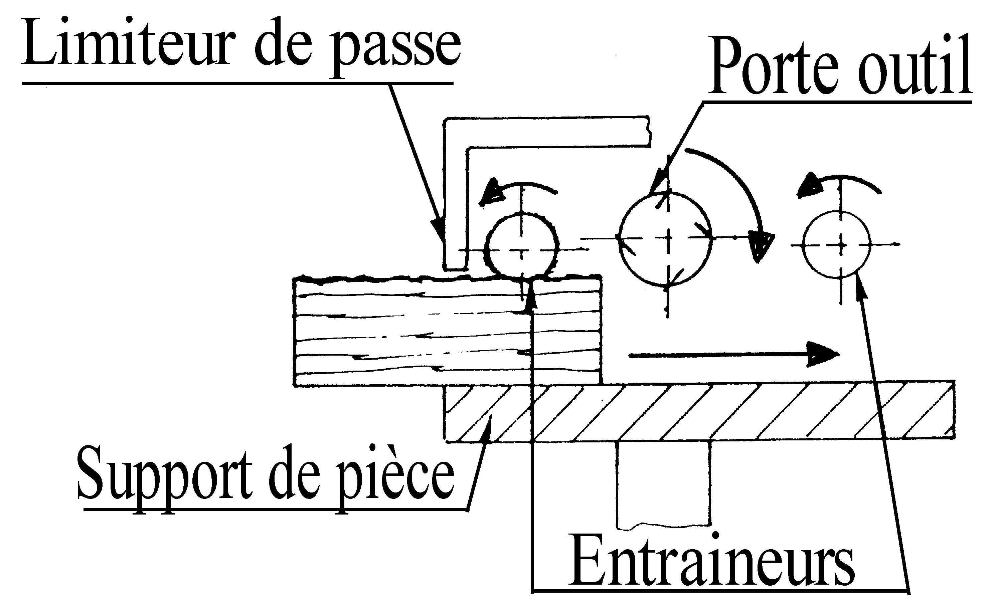 Limiteur de passe
Porte outil
Support de pièce
Entraineurs